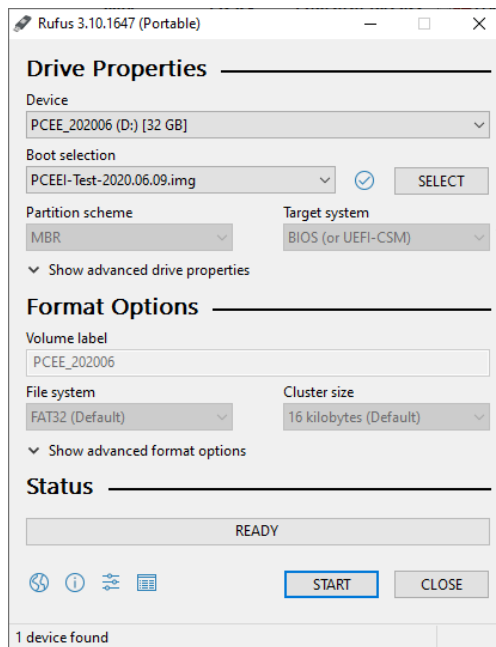 Rufus 3.10.1647 (Portable)
Drive Properties
Device
PCEE_202006 (D:) [32 GB]
Boot selection
PCEEI-Test-2020.06.09.img
SELECT
Partition scheme
Target system
MBR
BIOS (or UEFI-CSM)
Show advanced drive properties
Format Options
Volume label
PCEE_202006
File system
Cluster size
FAT32 (Default)
16 kilobytes (Default)
Show advanced format options
Status
READY
START
CLOSE
1 device found